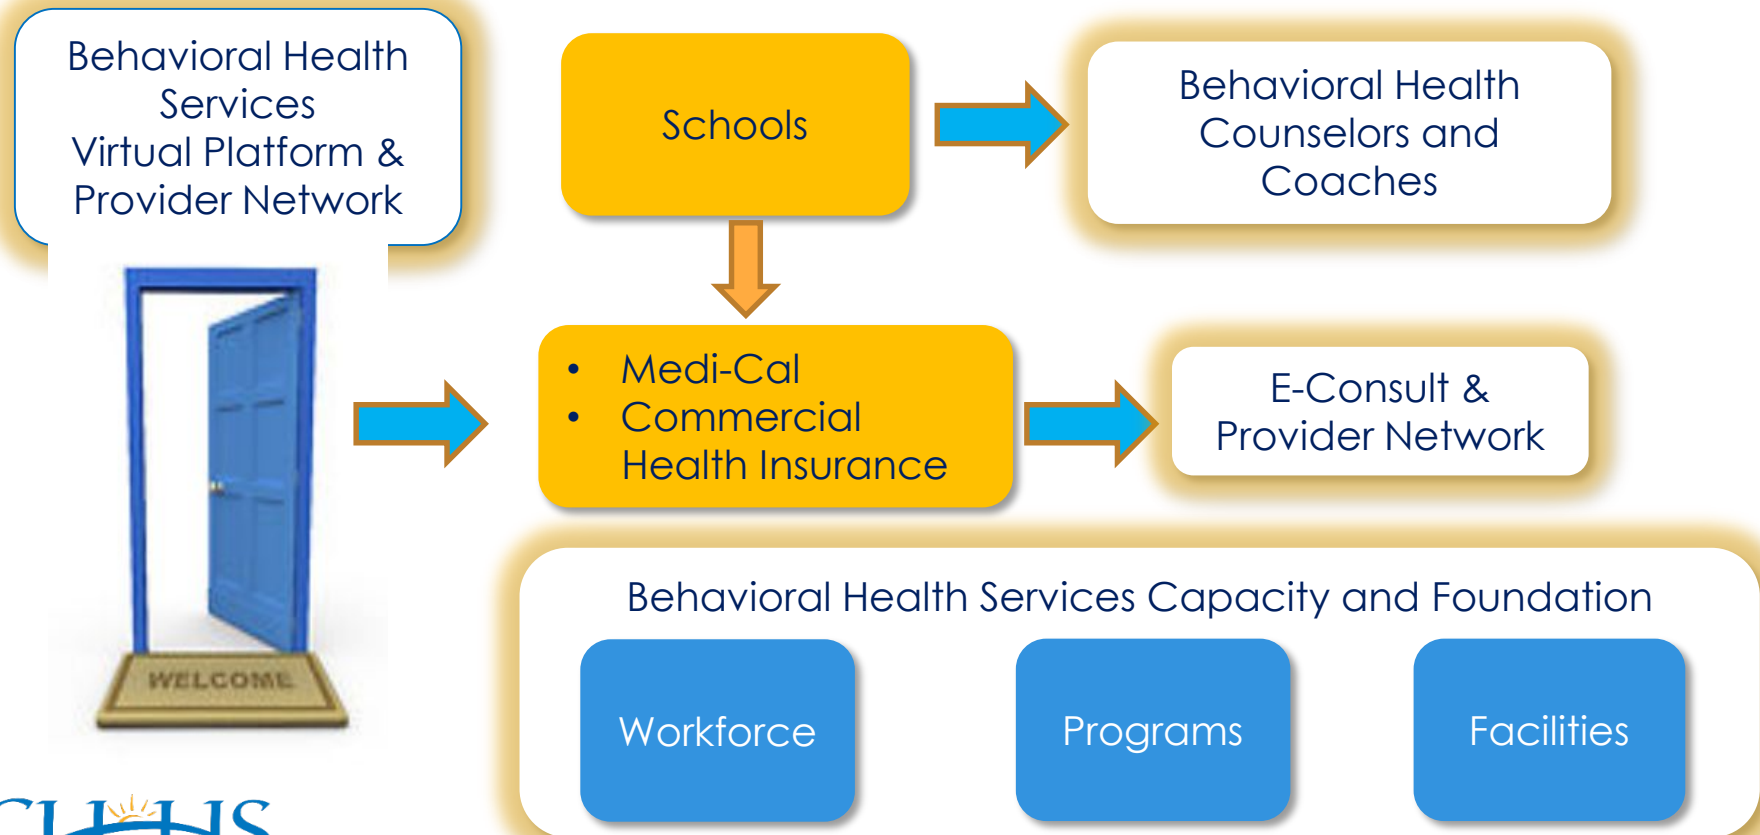 Behavioral Health
Services
Virtual Platform &
Provider Network
Schools
Behavioral Health
Counselors and
Coaches
• Medi-Cal
• Commercial
Health Insurance
E-Consult &
Provider Network
WELCOME
Behavioral Health Services Capacity and Foundation
Workforce
Programs
Facilities